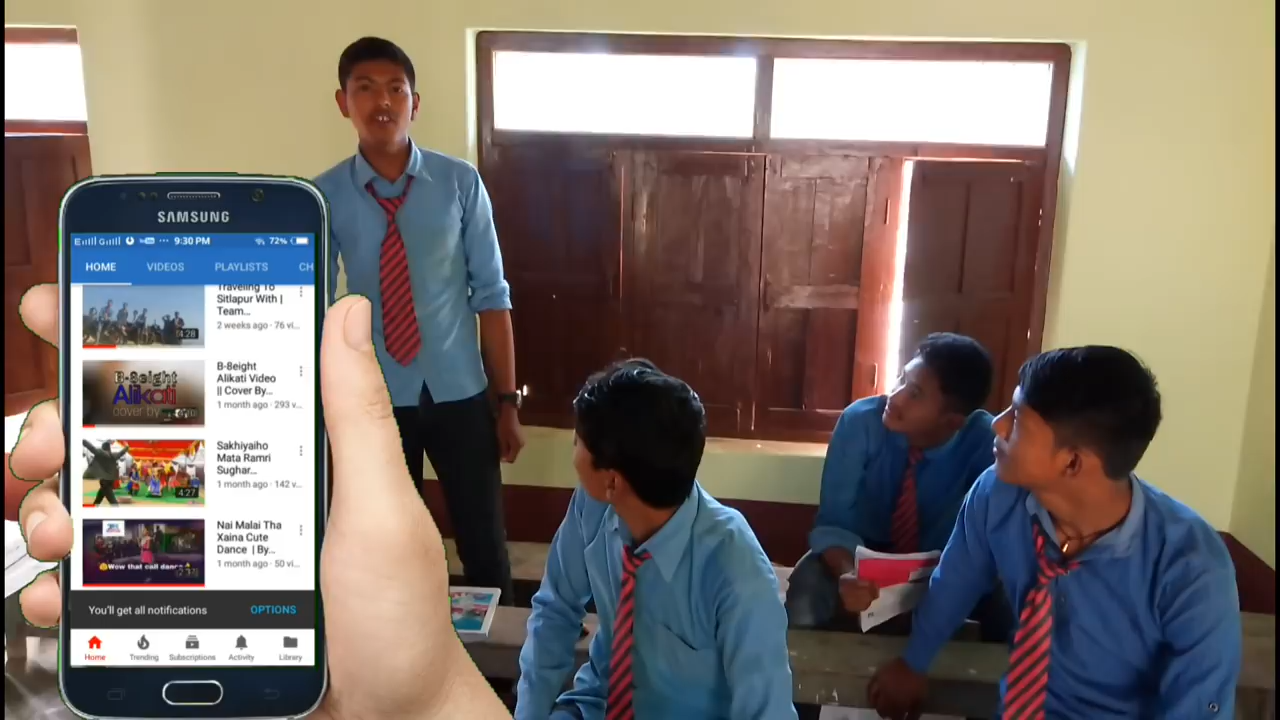 SAMSUNG
9:30 PM
72%
HOME VIDEOS PLAYLISTS CH
Traveling To
Sitlapur With |
Team...
2 weeks ago · 76 vi...
4:28
B-8eight
Alikati
cover by
B-8eight
Alikati Video
|| Cover By...
1 month ago · 293 v...
Sakhiyaiho
Mata Ramri
Sughar...
1 month ago · 142 v...
4:27
Nai Malai Tha
Xaina Cute
Dance | By...
1 month ago · 50 vi...
Wow that call dance
You'll get all notifications OPTIONS
Home Trending Subscriptions Activity Library